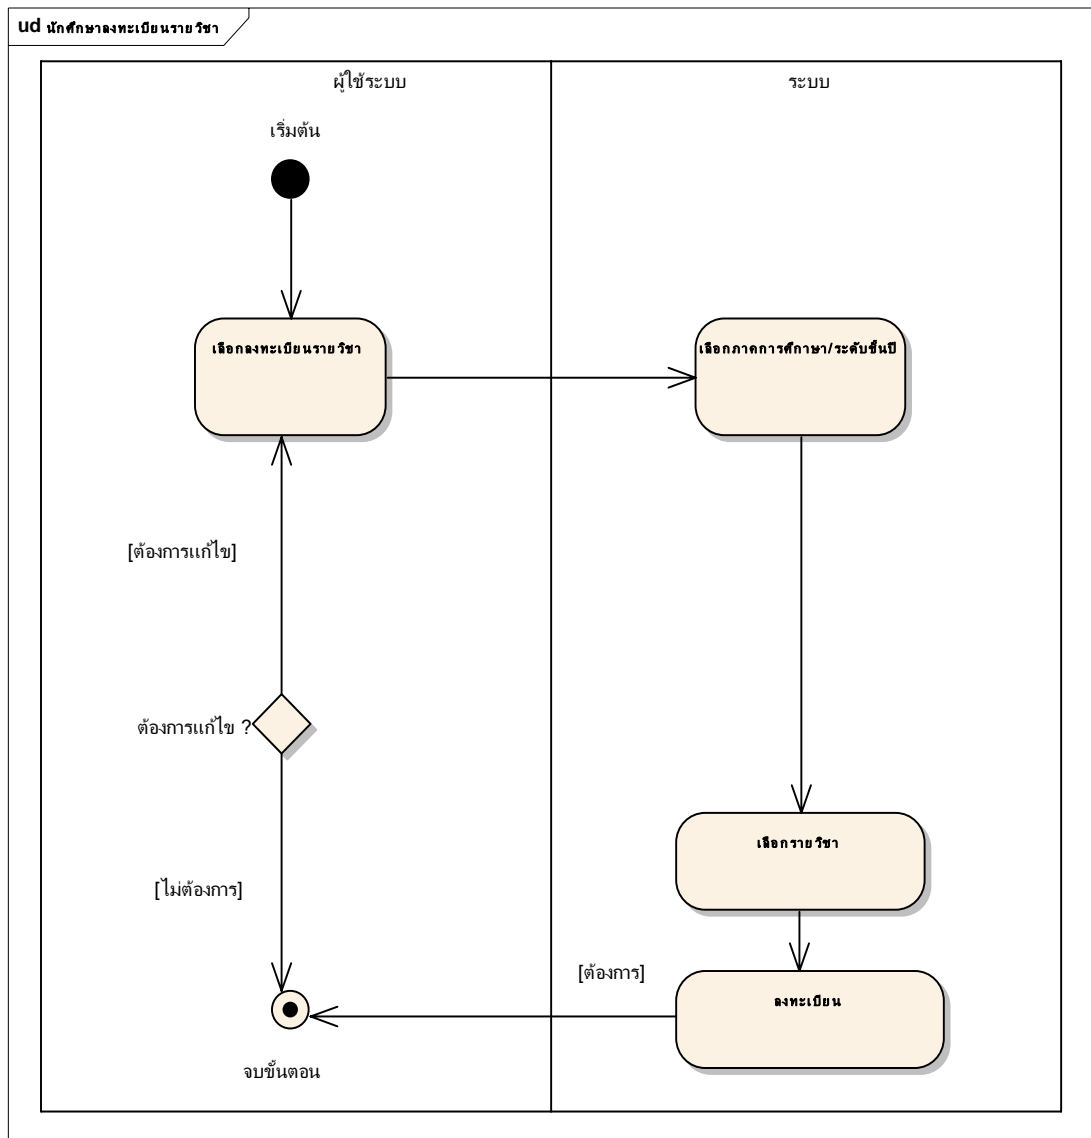 ud นักศึกษาลงทะเบียนรายวิชา
ผู้ใช้ระบบ
ระบบ
เริ่มต้น
เลือกลงทะเบียนรายวิชา
เลือกภาคการศึกาษา/ระดับชั้นปี
[ต้องการแก้ไข]
ต้องการแก้ไข ?
เลือกรายวิชา
[ไม่ต้องการ]
[ต้องการ]
ลงทะเบียน
จบขั้นตอน